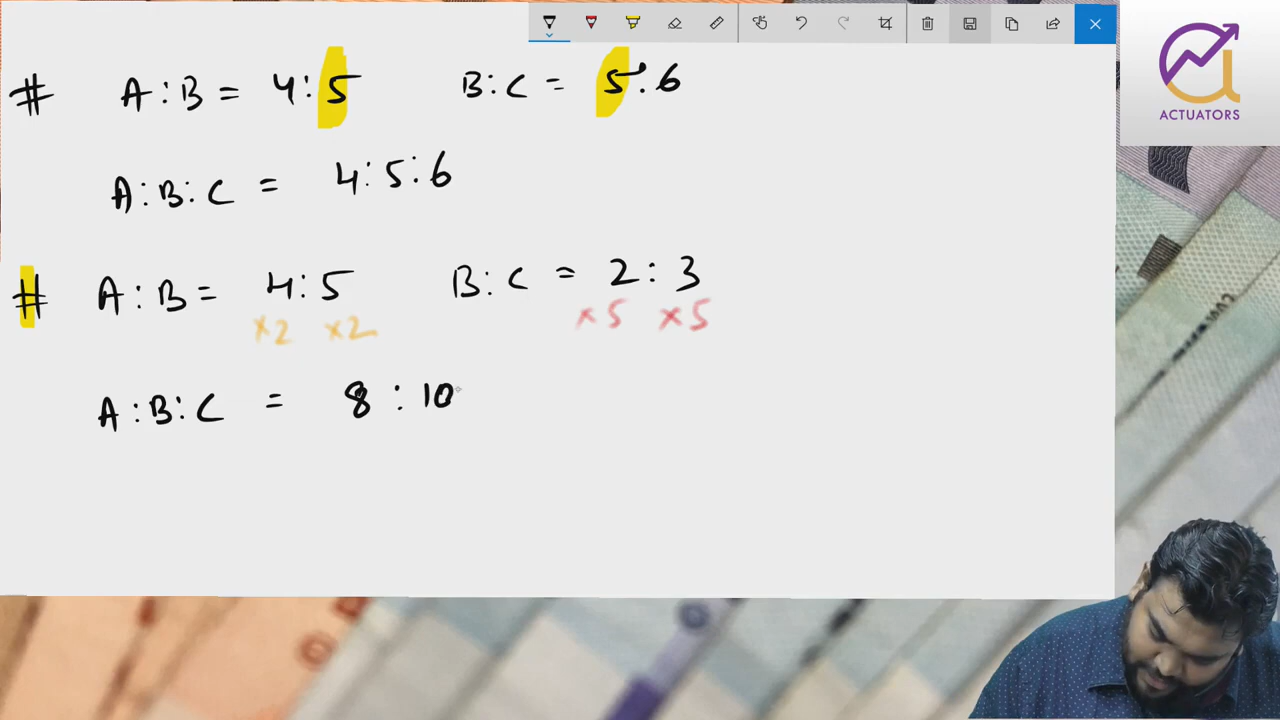 # A:B = 4:5 B:C = 5:6
A:B:C = 4:5:6
# A:B = 4:5 B:C = 2:3
×2 ×2 ×5 ×5
A:B:C = 8:10
ACTUATORS